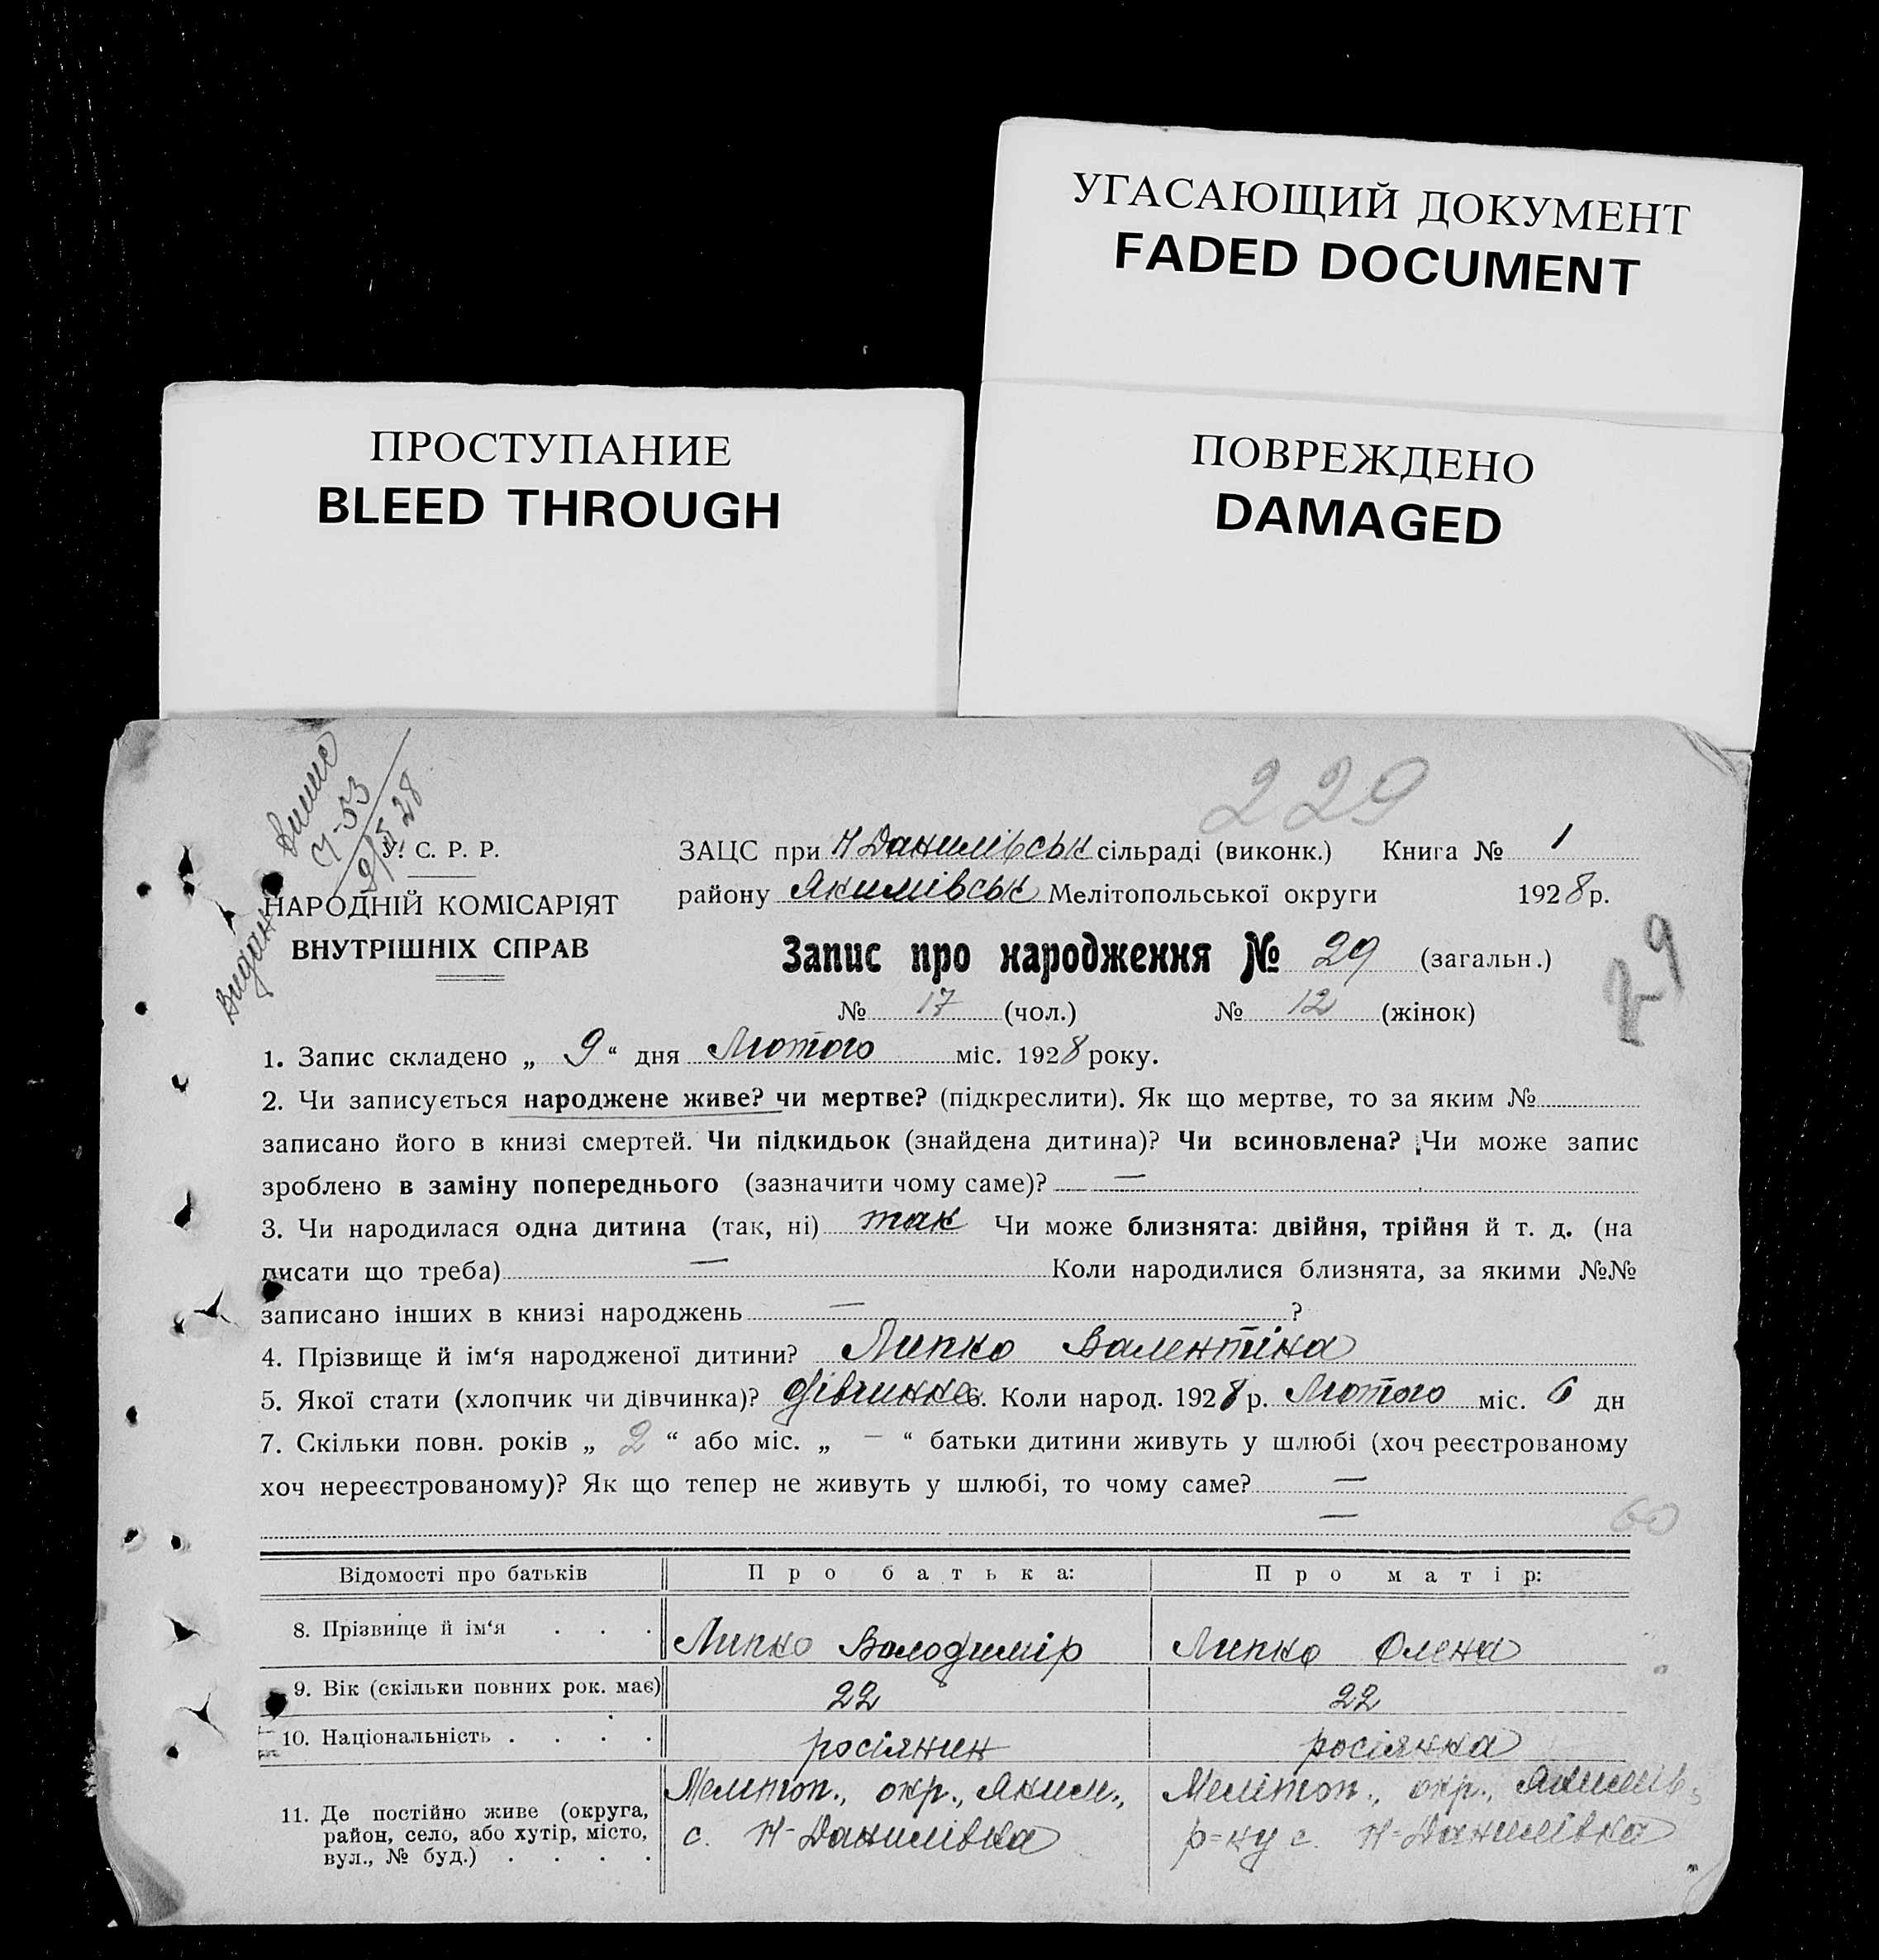 УГАСАЮЩИЙ ДОКУМЕНТ
FADED DOCUMENT
ПРОСТУПАНИЕ
BLEED THROUGH
ПОВРЕЖДЕНО
DAMAGED
229
Видан Випис
9/II 28
У. С. Р. Р.
НАРОДНІЙ КОМІСАРІЯТ
ВНУТРІШНІХ СПРАВ
ЗАЦС при Н Данилівськ сільраді (виконк.) Книга № 1
району Якимівськ Мелітопольської округи 1928 р.
Запис про народження № 29 (загальн.)
29
№ 17 (чол.) № 12 (жінок)
1. Запис складено „ 9 “ дня Лютого міс. 1928 року.
2. Чи записується народжене живе? чи мертве? (підкреслити). Як що мертве, то за яким №
записано його в книзі смертей. Чи підкидьок (знайдена дитина)? Чи всиновлена? Чи може запис
зроблено в заміну попереднього (зазначити чому саме)? —
3. Чи народилася одна дитина (так, ні) так Чи може близнята: двійня, трійня й т. д. (на
писати що треба) — Коли народилися близнята, за якими №№
записано інших в книзі народжень — ?
4. Прізвище й ім‘я народженої дитини? Липко Валентіна
5. Якої стати (хлопчик чи дівчинка)? дівчинка 6. Коли народ. 1928 р. Лютого міс. 6 дн
7. Скільки повн. років „ 2 “ або міс. „ — “ батьки дитини живуть у шлюбі (хоч реєстрованому
хоч нереєстрованому)? Як що тепер не живуть у шлюбі, то чому саме? —
—
60
Відомості про батьків Про батька: Про матір:
8. Прізвище й ім‘я . . . Липко Володимір Липко Олена
9. Вік (скільки повних рок. має) 22 22
10. Національність . . . . росіянин росіянка
11. Де постійно живе (округа, Мелітоп., окр., Яким., Мелітоп., окр., Якимів-
район, село, або хутір, місто, с. Н-Данилівка р=ну с. Н-Данилівка
вул., № буд.) . . . .